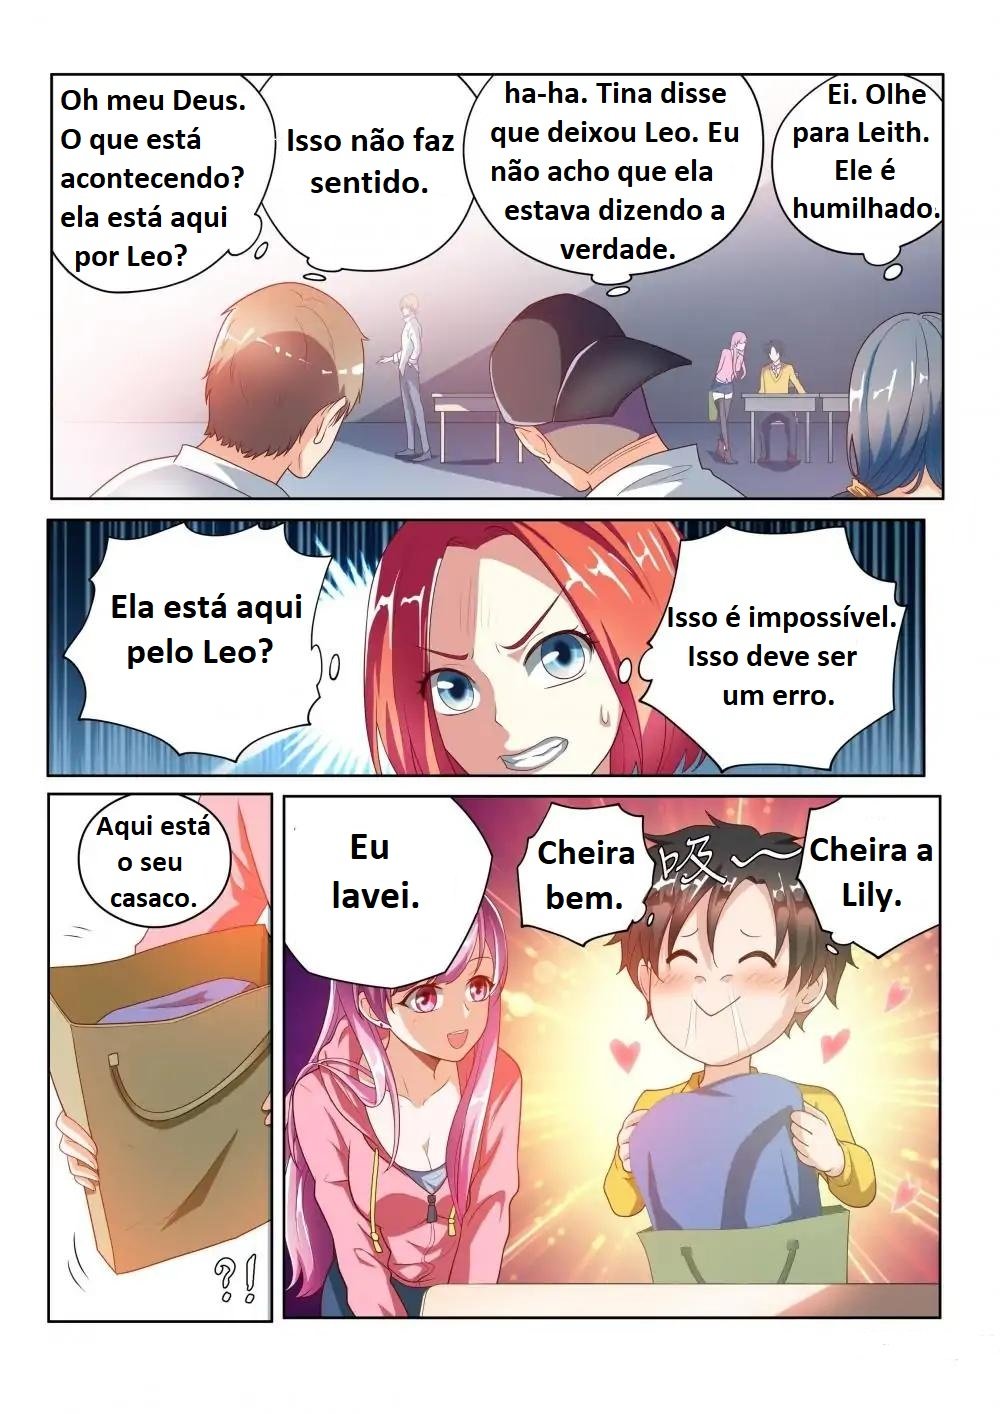 Oh meu Deus.
O que está
acontecendo?
ela está aqui
por Leo?
Isso não faz
sentido.
ha-ha. Tina disse
que deixou Leo. Eu
não acho que ela
estava dizendo a
verdade.
Ei. Olhe
para Leith.
Ele é
humilhado.
Ela está aqui
pelo Leo?
Isso é impossível.
Isso deve ser
um erro.
Aqui está
o seu
casaco.
?!
Eu
lavei.
Cheira
bem.
吸~
Cheira a
Lily.